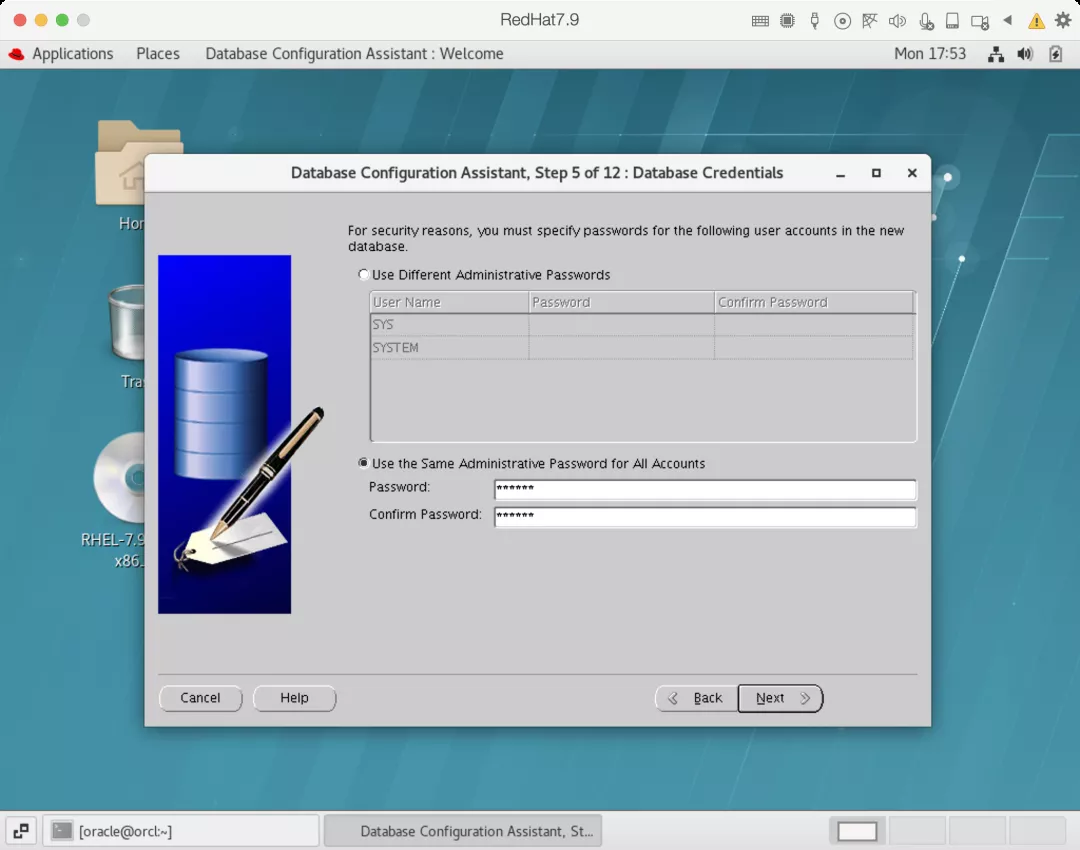 RedHat7.9
Applications Places Database Configuration Assistant : Welcome Mon 17:53
Database Configuration Assistant, Step 5 of 12 : Database Credentials
Hor
For security reasons, you must specify passwords for the following user accounts in the new
database.
Use Different Administrative Passwords
User Name Password Confirm Password
SYS
SYSTEM
Tra
Use the Same Administrative Password for All Accounts
Password: ******
Confirm Password: ******
RHEL-7.9
x86_
Cancel Help Back Next
[oracle@orcl:~] Database Configuration Assistant, St...